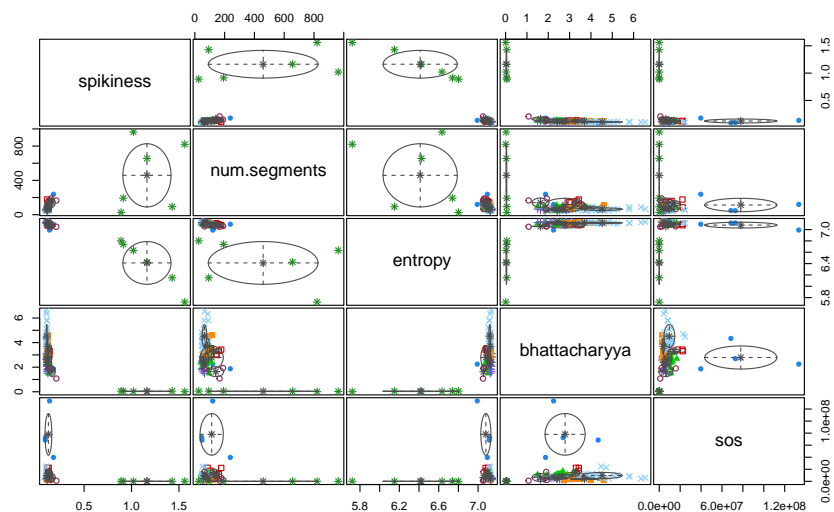 0 200 400 600 800
0 1 2 3 4 5 6
spikiness
0.5 1.0 1.5
num.segments
0 200 400 600 800
entropy
5.8 6.4 7.0
bhattacharyya
0 2 4 6
sos
0.0e+00 1.0e+08
0.5 1.0 1.5
5.8 6.2 6.6 7.0
0.0e+00 6.0e+07 1.2e+08